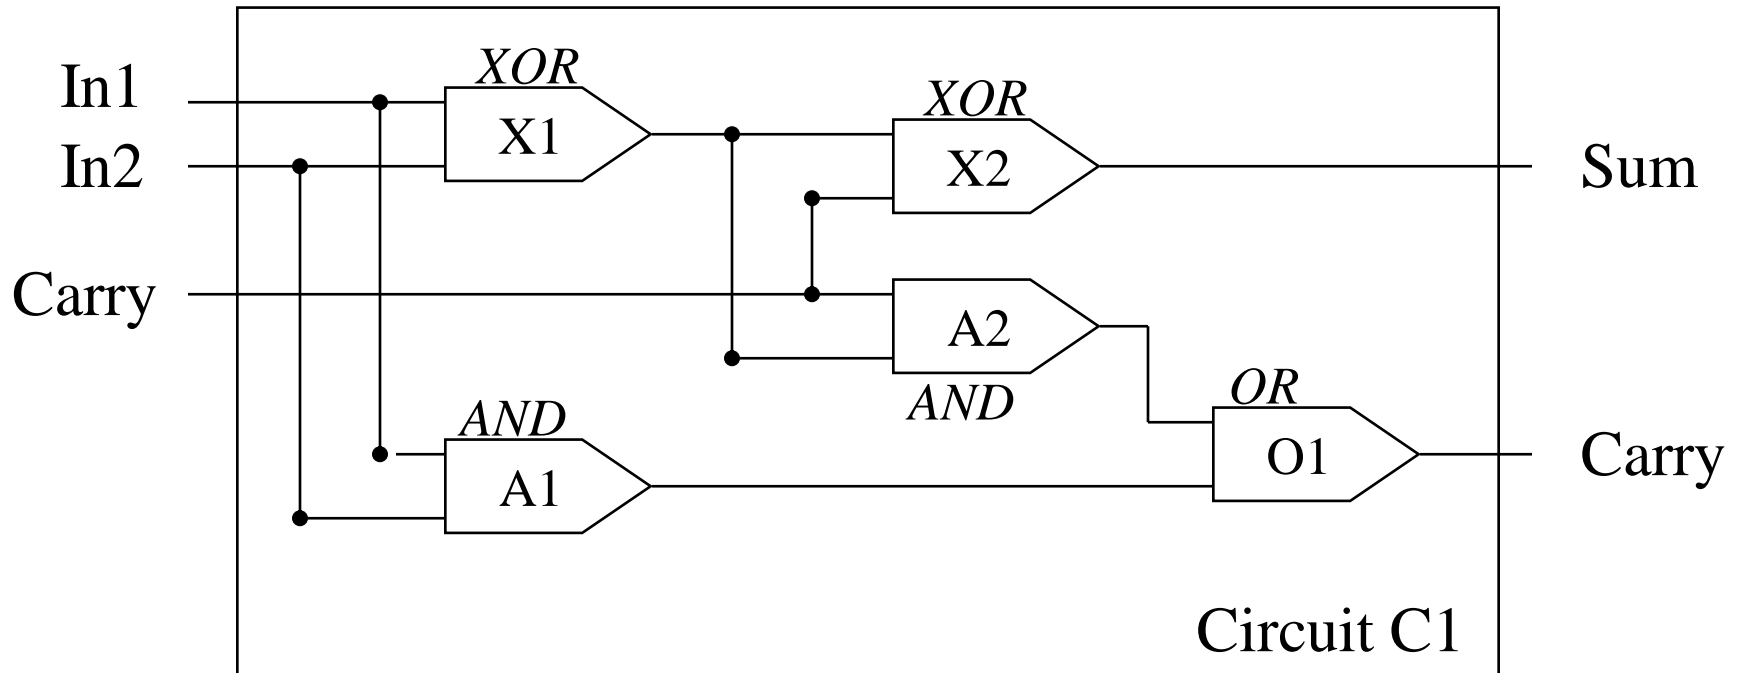 In1
In2
Carry
XOR
X1
XOR
X2
Sum
A2
AND
AND
A1
OR
O1
Carry
Circuit C1